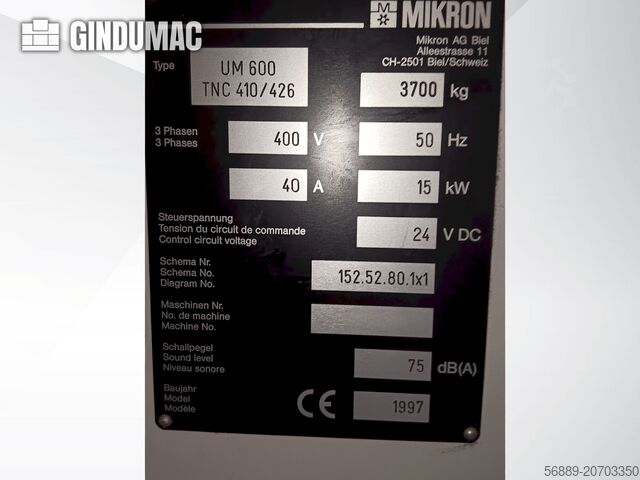 GINDUMAC
MIKRON
Mikron AG Biel
Alleestrasse 11
CH-2501 Biel/Schweiz
Type UM 600
TNC 410/426
3700 kg
3 Phasen
3 Phases
400 V 50 Hz
40 A 15 kW
Steuerspannung
Tension du circuit de commande
Control circuit voltage
24 V DC
Schema Nr.
Schema No.
Diagram No.
152.52.80.1x1
Maschinen Nr.
No. de machine
Machine No.
Schallpegel
Sound level
Niveau sonore
75 dB(A)
Baujahr
Model
Modèle
CE 1997
56889-20703350